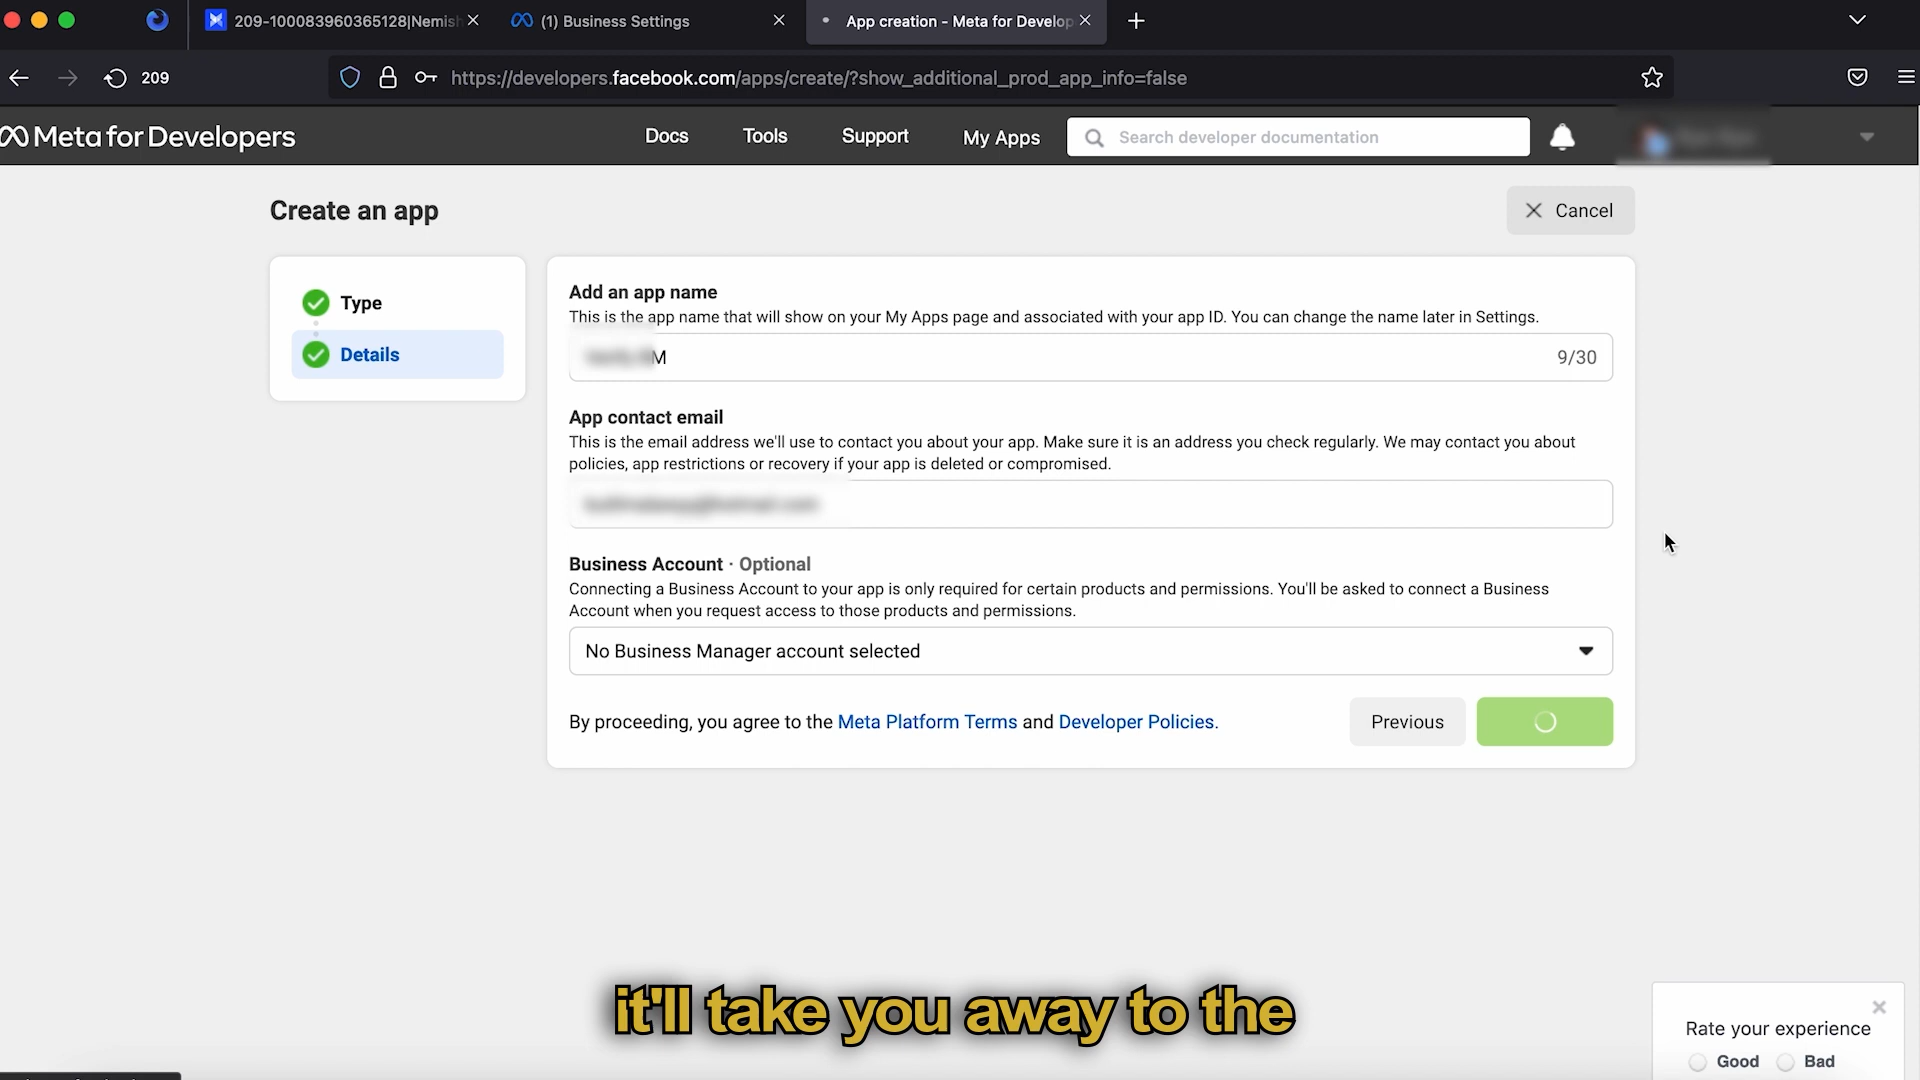 209-100083960365128|Nemish
(1) Business Settings
App creation - Meta for Develop
209
https://developers.facebook.com/apps/create/?show_additional_prod_app_info=false
Meta for Developers
Docs
Tools
Support
My Apps
Search developer documentation
Create an app
Cancel
Type
Details
Add an app name
This is the app name that will show on your My Apps page and associated with your app ID. You can change the name later in Settings.
M
9/30
App contact email
This is the email address we'll use to contact you about your app. Make sure it is an address you check regularly. We may contact you about
policies, app restrictions or recovery if your app is deleted or compromised.
Business Account · Optional
Connecting a Business Account to your app is only required for certain products and permissions. You'll be asked to connect a Business
Account when you request access to those products and permissions.
No Business Manager account selected
By proceeding, you agree to the Meta Platform Terms and Developer Policies.
Previous
it'll take you away to the
Rate your experience
Good
Bad